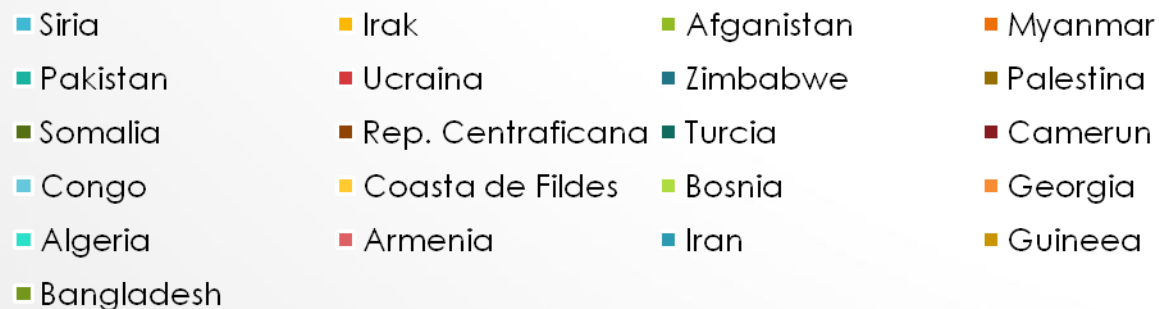 Siria Irak Afganistan Myanmar
Pakistan Ucraina Zimbabwe Palestina
Somalia Rep. Centraficana Turcia Camerun
Congo Coasta de Fildes Bosnia Georgia
Algeria Armenia Iran Guineea
Bangladesh